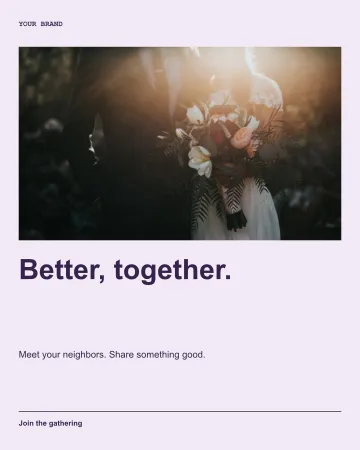 YOUR BRAND
Better, together.
Meet your neighbors. Share something good.
Join the gathering